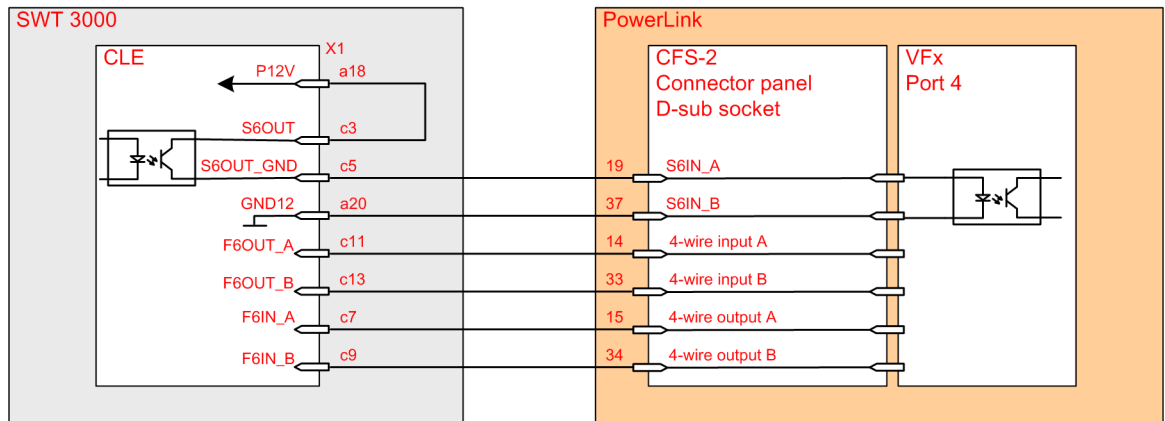 SWT 3000
PowerLink
CLE
X1
CFS-2
Connector panel
D-sub socket
VFx
Port 4
P12V
a18
S6OUT
c3
S6OUT_GND
c5
19
S6IN_A
GND12
a20
37
S6IN_B
F6OUT_A
c11
14
4-wire input A
F6OUT_B
c13
33
4-wire input B
F6IN_A
c7
15
4-wire output A
F6IN_B
c9
34
4-wire output B